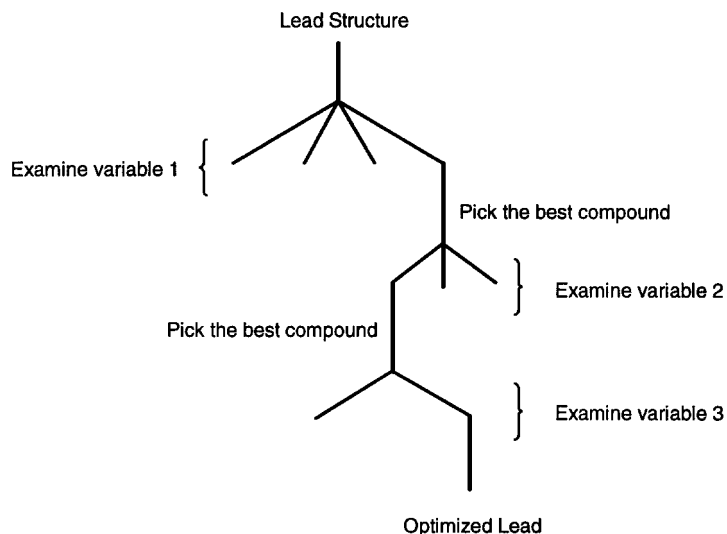 Lead Structure
Examine variable 1
Pick the best compound
Examine variable 2
Pick the best compound
Examine variable 3
Optimized Lead